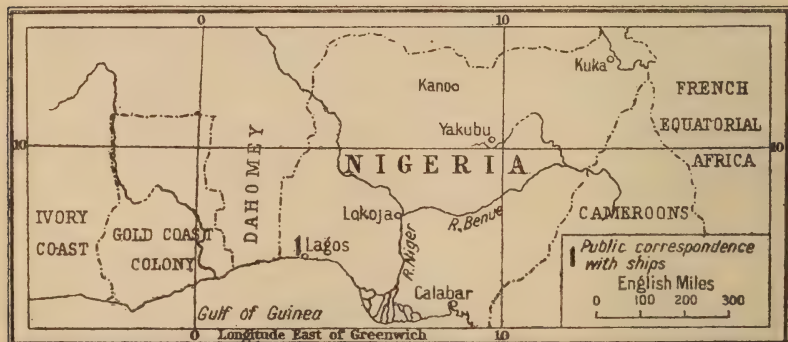 0
10
Kanoo
Kuka
FRENCH
EQUATORIAL
AFRICA
10
10
Yakubu
NIGERIA
DAHOMEY
IVORY
COAST
GOLD COAST
COLONY
Lokoja
R. Benue
CAMEROONS
1 Lagos
R. Niger
Calabar
Gulf of Guinea
1 Public correspondence
with ships
English Miles
0 100 200 300
0
Longitude East of Greenwich
10